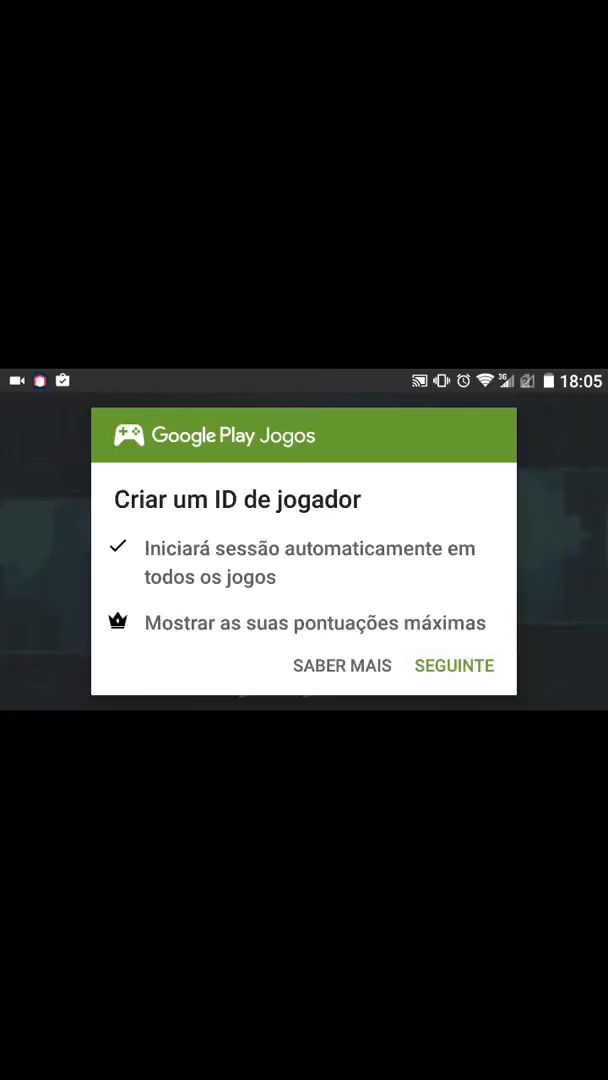 3G 18:05
Google Play Jogos
Criar um ID de jogador
Iniciará sessão automaticamente em
todos os jogos
Mostrar as suas pontuações máximas
SABER MAIS SEGUINTE